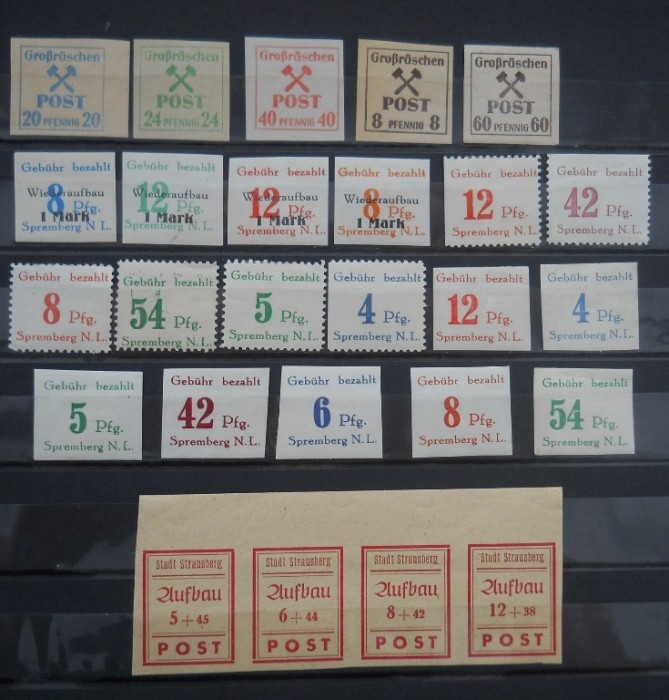 Großräschen
POST
20 PFENNIG 20
Großräschen
POST
24 PFENNIG 24
Großräschen
POST
40 PFENNIG 40
Großräschen
POST
8 PFENNIG 8
Großräschen
POST
60 PFENNIG 60
Gebühr bezahlt
Wiederaufbau
8 Pfg.
1 Mark
Spremberg N.L.
Gebühr bezahlt
Wiederaufbau
12 Pfg.
1 Mark
Spremberg N.L.
Gebühr bezahlt
Wiederaufbau
12 Pfg.
1 Mark
Spremberg N.L.
Gebühr bezahlt
Wiederaufbau
8 Pfg.
1 Mark
Spremberg N.L.
Gebühr bezahlt
12 Pfg.
Spremberg N.L.
Gebühr bezahlt
42 Pfg.
Spremberg N.L.
Gebühr bezahlt
8 Pfg.
Spremberg N.L.
Gebühr bezahlt
54 Pfg.
Spremberg N.L.
Gebühr bezahlt
5 Pfg.
Spremberg N.L.
Gebühr bezahlt
4 Pfg.
Spremberg N.L.
Gebühr bezahlt
12 Pfg.
Spremberg N.L.
Gebühr bezahlt
4 Pfg.
Spremberg N.L.
Gebühr bezahlt
5 Pfg.
Spremberg N.L.
Gebühr bezahlt
42 Pfg.
Spremberg N.L.
Gebühr bezahlt
6 Pfg.
Spremberg N.L.
Gebühr bezahlt
8 Pfg.
Spremberg N.L.
Gebühr bezahlt
54 Pfg.
Spremberg N.L.
Stadt Strausberg
Aufbau
5+45
POST
Stadt Strausberg
Aufbau
6+44
POST
Stadt Strausberg
Aufbau
8+42
POST
Stadt Strausberg
Aufbau
12+38
POST